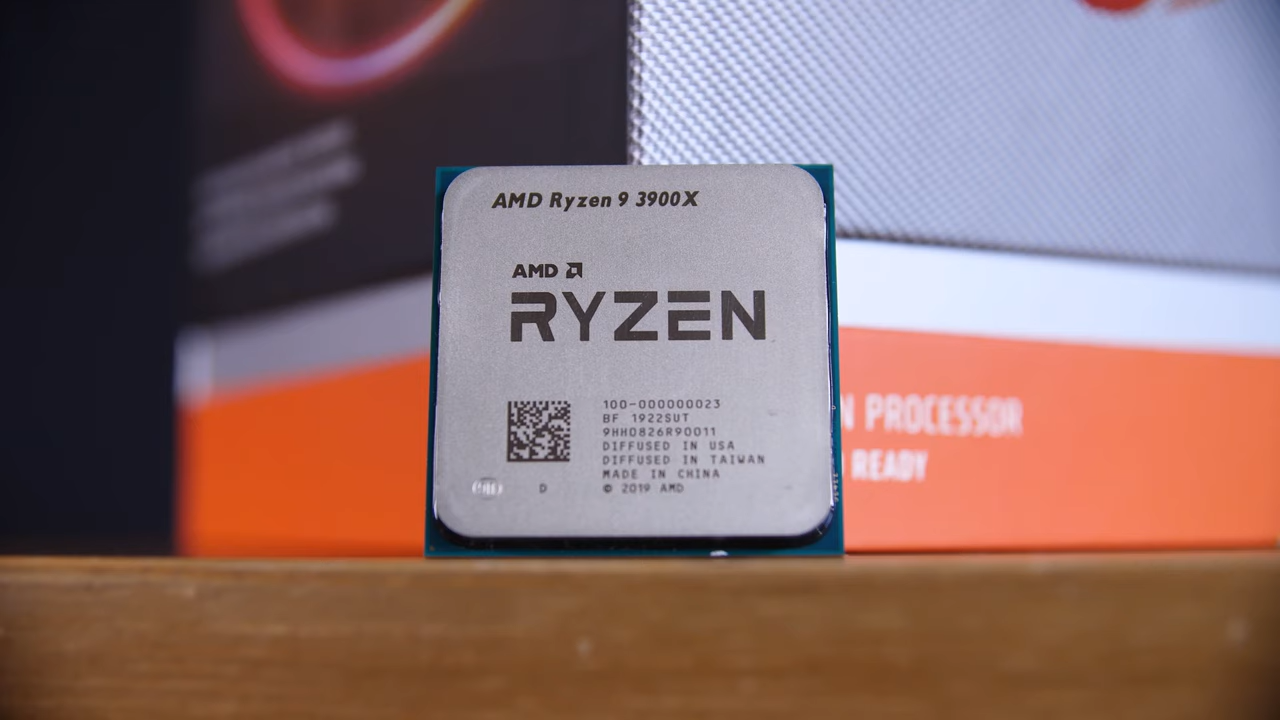 AMD Ryzen 9 3900X
AMD
RYZEN
100-000000023
BF 1922SUT
9HH0826R90011
DIFFUSED IN USA
DIFFUSED IN TAIWAN
MADE IN CHINA
© 2019 AMD
D
PROCESSOR
READY